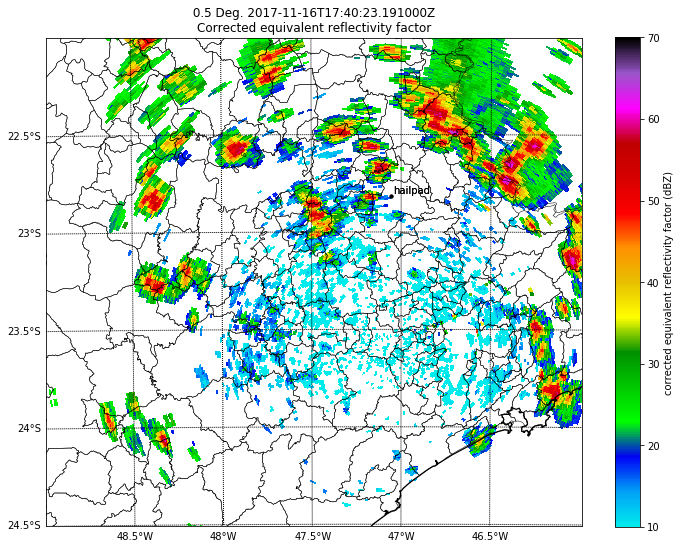 0.5 Deg. 2017-11-16T17:40:23.191000Z
Corrected equivalent reflectivity factor
hailpad
22.5°S
23°S
23.5°S
24°S
24.5°S
48.5°W
48°W
47.5°W
47°W
46.5°W
70
60
50
40
30
20
10
corrected equivalent reflectivity factor (dBZ)